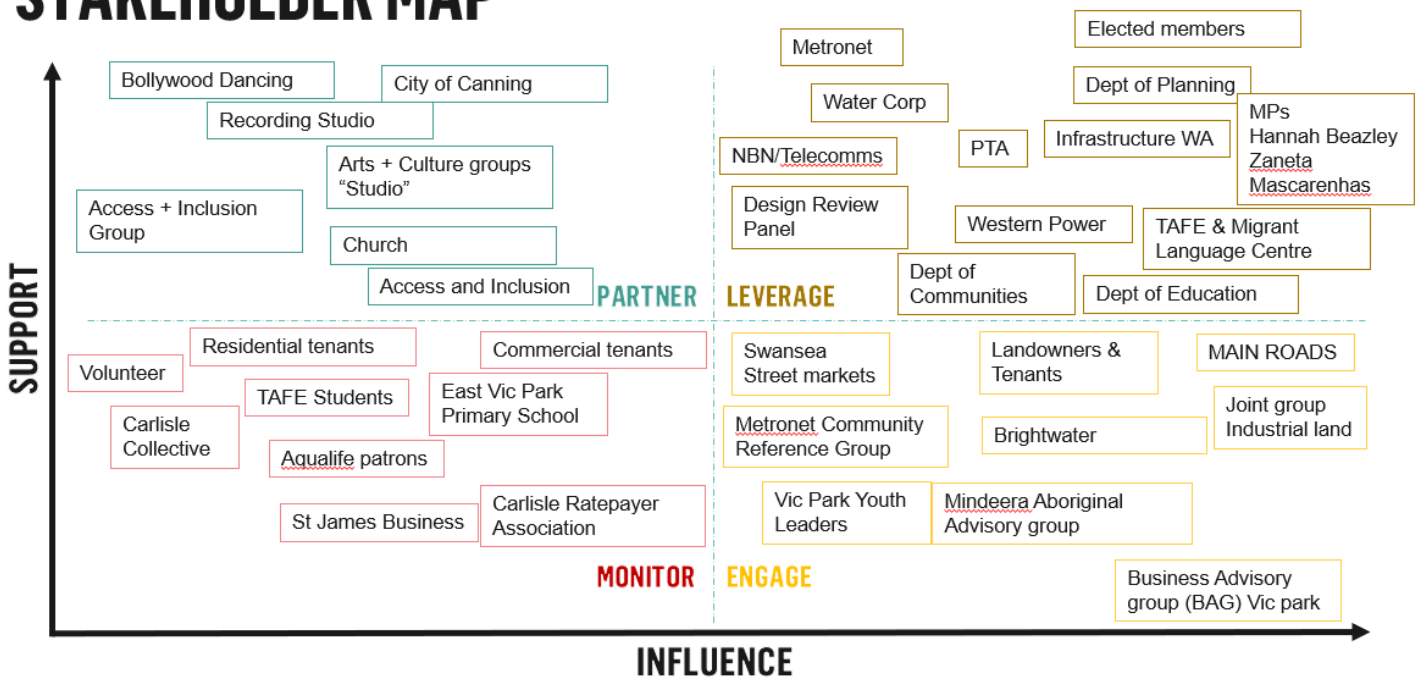 STAKEHOLDER MAP
Bollywood Dancing
City of Canning
Recording Studio
Arts + Culture groups
“Studio”
Access + Inclusion
Group
Church
Access and Inclusion
PARTNER
Metronet
Elected members
Water Corp
Dept of Planning
MPs
Hannah Beazley
Zaneta
Mascarenhas
NBN/Telecomms
PTA
Infrastructure WA
Design Review
Panel
Western Power
TAFE & Migrant
Language Centre
Dept of
Communities
Dept of Education
LEVERAGE
SUPPORT
Residential tenants
Commercial tenants
Volunteer
TAFE Students
East Vic Park
Primary School
Carlisle
Collective
Aqualife patrons
St James Business
Carlisle Ratepayer
Association
MONITOR
Swansea
Street markets
Landowners &
Tenants
MAIN ROADS
Metronet Community
Reference Group
Brightwater
Joint group
Industrial land
Vic Park Youth
Leaders
Mindeera Aboriginal
Advisory group
ENGAGE
Business Advisory
group (BAG) Vic park
INFLUENCE